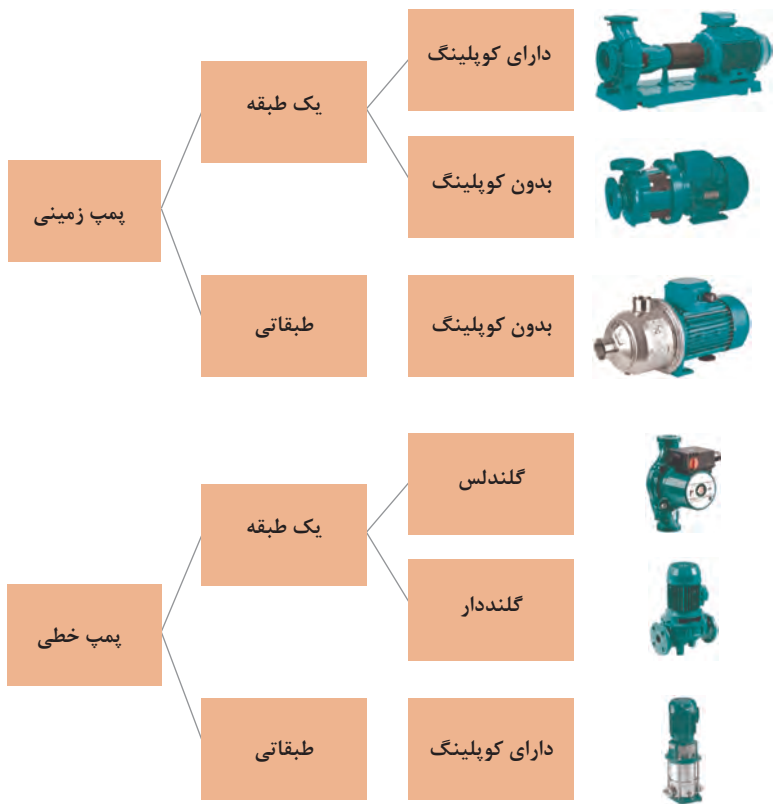 دارای کوپلینگ
یک طبقه
بدون کوپلینگ
پمپ زمینی
طبقاتی
بدون کوپلینگ
گلندلس
یک طبقه
گلنددار
پمپ خطی
طبقاتی
دارای کوپلینگ